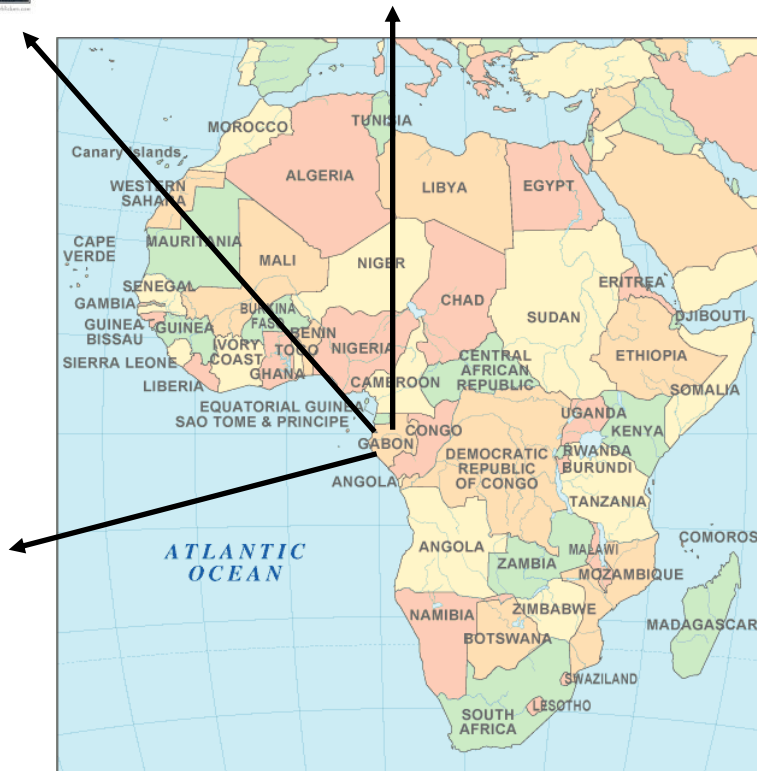 MOROCCO
TUNISIA
Canary Islands
ALGERIA
LIBYA
EGYPT
WESTERN
SAHARA
CAPE
VERDE
MAURITANIA
MALI
NIGER
CHAD
SUDAN
ERITREA
SENEGAL
GAMBIA
GUINEA
BISSAU
GUINEA
BURKINA
FASO
BENIN
TOGO
NIGERIA
DJIBOUTI
ETHIOPIA
SOMALIA
SIERRA LEONE
IVORY
COAST
GHANA
LIBERIA
CENTRAL
AFRICAN
REPUBLIC
CAMEROON
EQUATORIAL GUINEA
SAO TOME & PRINCIPE
GABON
CONGO
UGANDA
KENYA
DEMOCRATIC
REPUBLIC
OF CONGO
RWANDA
BURUNDI
ANGOLA
TANZANIA
ATLANTIC
OCEAN
ANGOLA
ZAMBIA
MALAWI
COMOROS
MOZAMBIQUE
NAMIBIA
ZIMBABWE
BOTSWANA
MADAGASCAR
SWAZILAND
LESOTHO
SOUTH
AFRICA